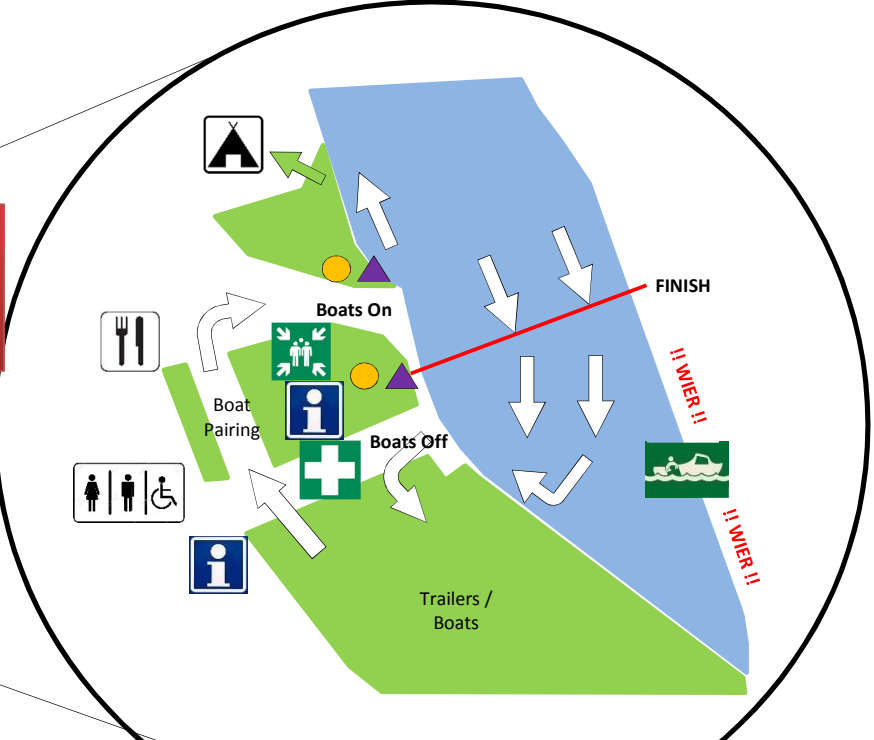 FINISH
Boats On
!! WIER !!
Boat
Pairing
Boats Off
!! WIER !!
Trailers /
Boats